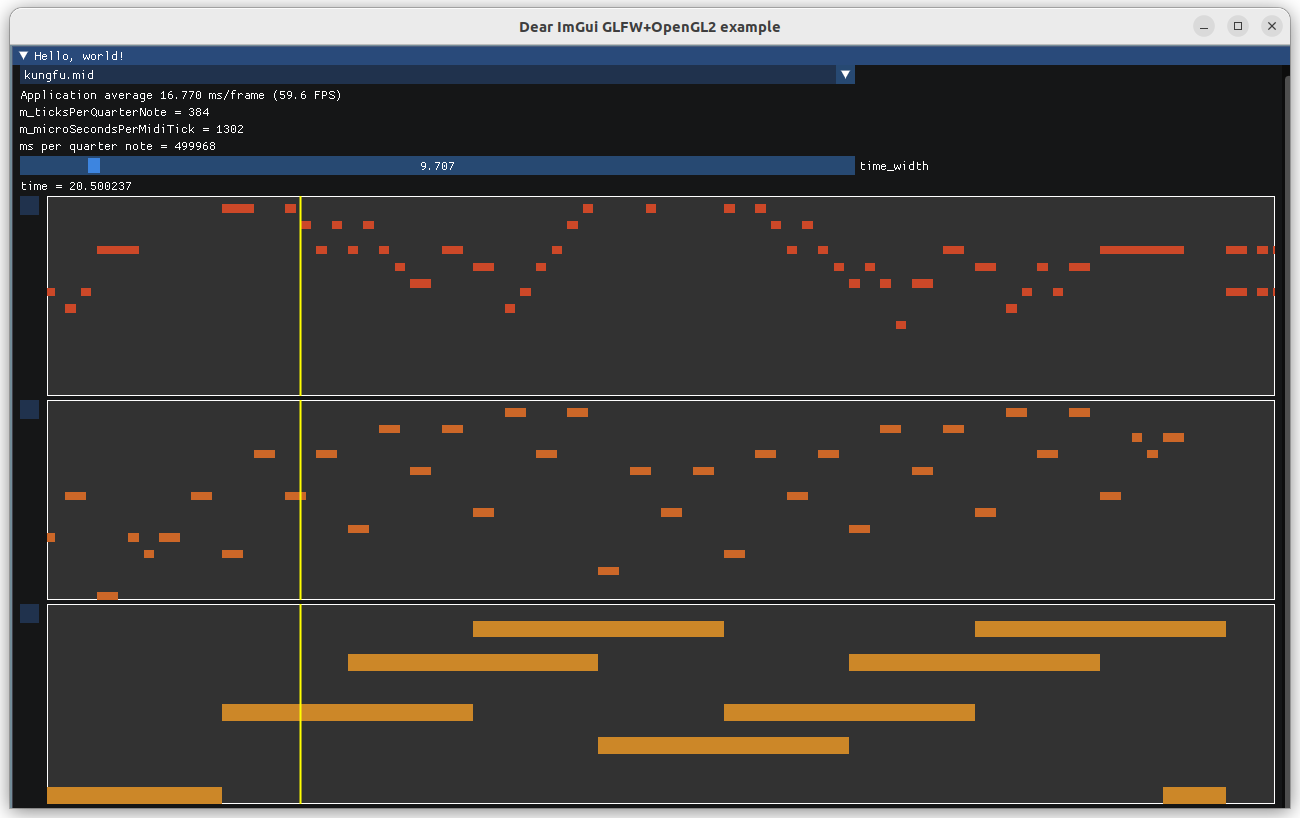 Dear ImGui GLFW+OpenGL2 example
Hello, world!
kungfu.mid
Application average 16.770 ms/frame (59.6 FPS)
m_ticksPerQuarterNote = 384
m_microSecondsPerMidiTick = 1302
ms per quarter note = 499968
9.707 time_width
time = 20.500237